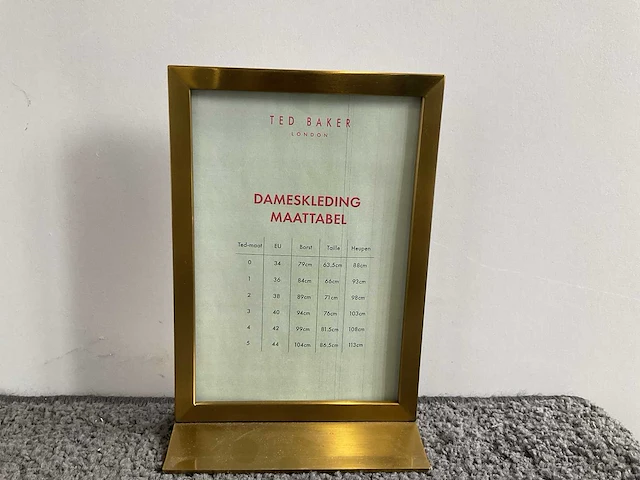 TED BAKER
LONDON
DAMESKLEDING
MAATTABEL
Ted-maat EU Borst Taille Heupen
0 34 79cm 63.5cm 88cm
1 36 84cm 66cm 93cm
2 38 89cm 71cm 98cm
3 40 94cm 76cm 103cm
4 42 99cm 81.5cm 108cm
5 44 104cm 86.5cm 113cm